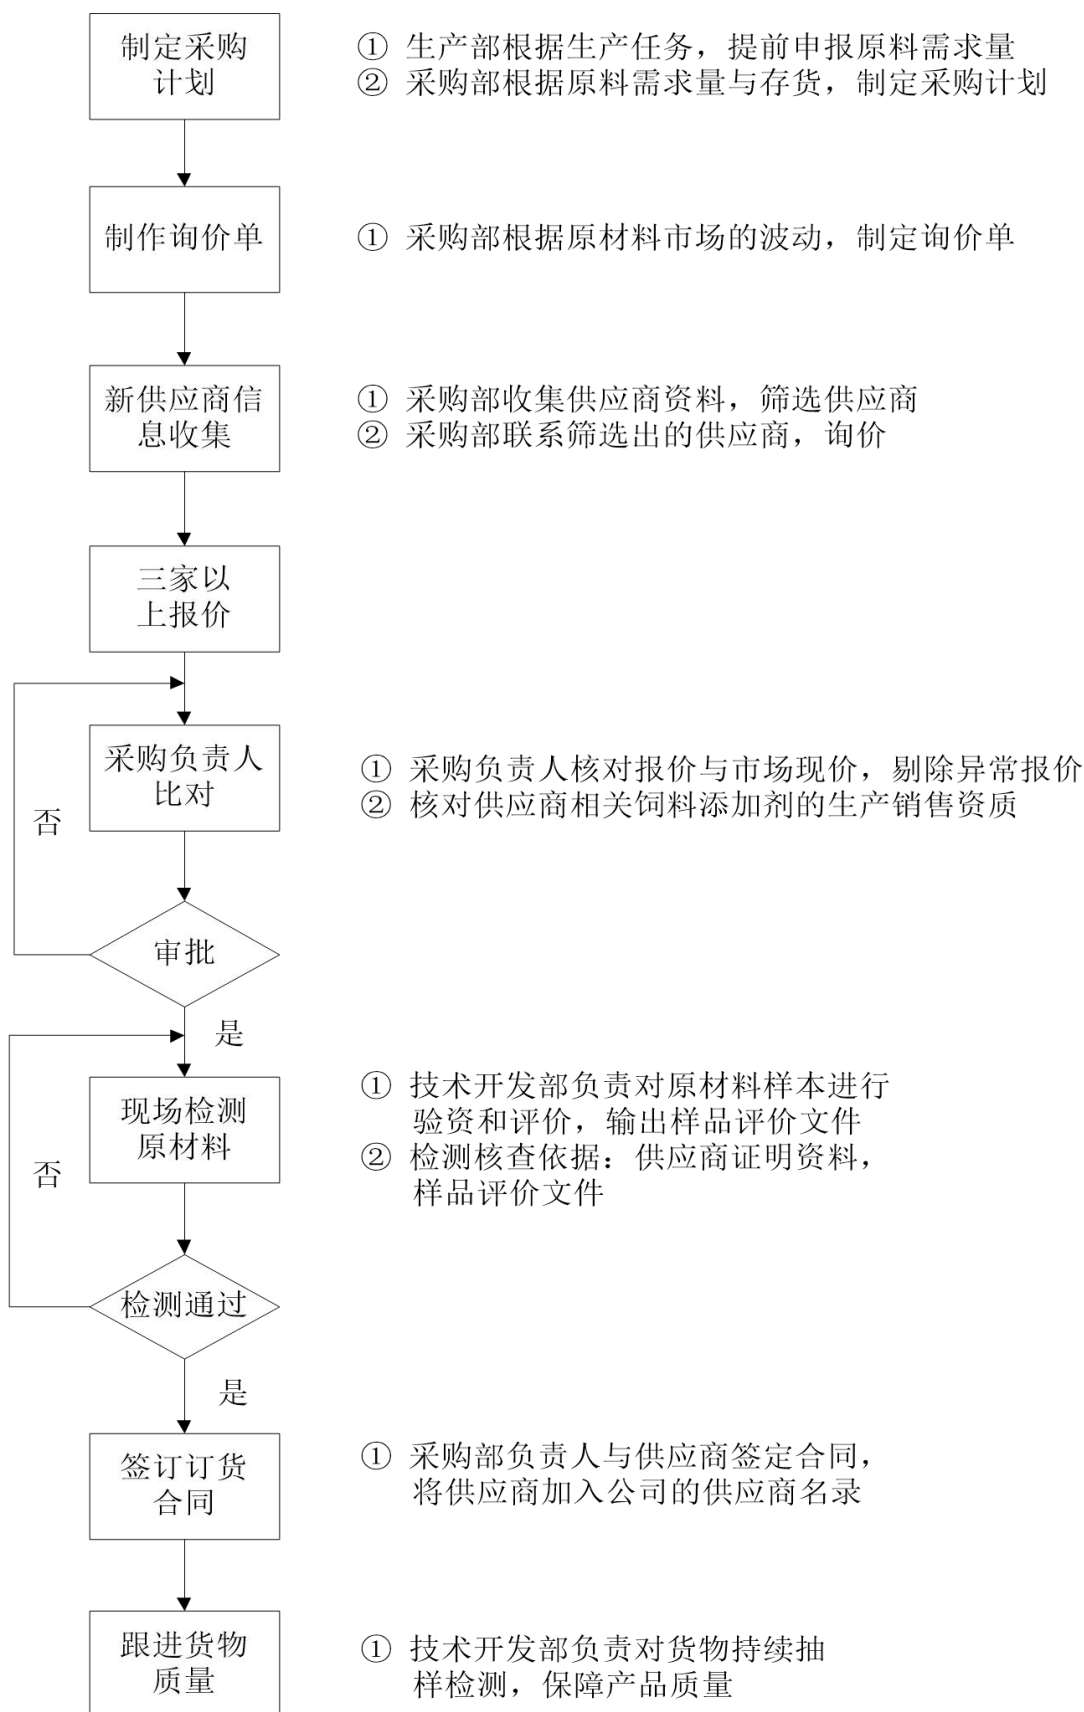 制定采购
计划
① 生产部根据生产任务，提前申报原料需求量
② 采购部根据原料需求量与存货，制定采购计划
制作询价单
① 采购部根据原材料市场的波动，制定询价单
新供应商信
息收集
① 采购部收集供应商资料，筛选供应商
② 采购部联系筛选出的供应商，询价
三家以
上报价
采购负责人
比对
① 采购负责人核对报价与市场现价，剔除异常报价
② 核对供应商相关饲料添加剂的生产销售资质
否
审批
是
现场检测
原材料
① 技术开发部负责对原材料样本进行
验资和评价，输出样品评价文件
② 检测核查依据：供应商证明资料，
样品评价文件
否
检测通过
是
签订订货
合同
① 采购部负责人与供应商签定合同，
将供应商加入公司的供应商名录
跟进货物
质量
① 技术开发部负责对货物持续抽
样检测，保障产品质量